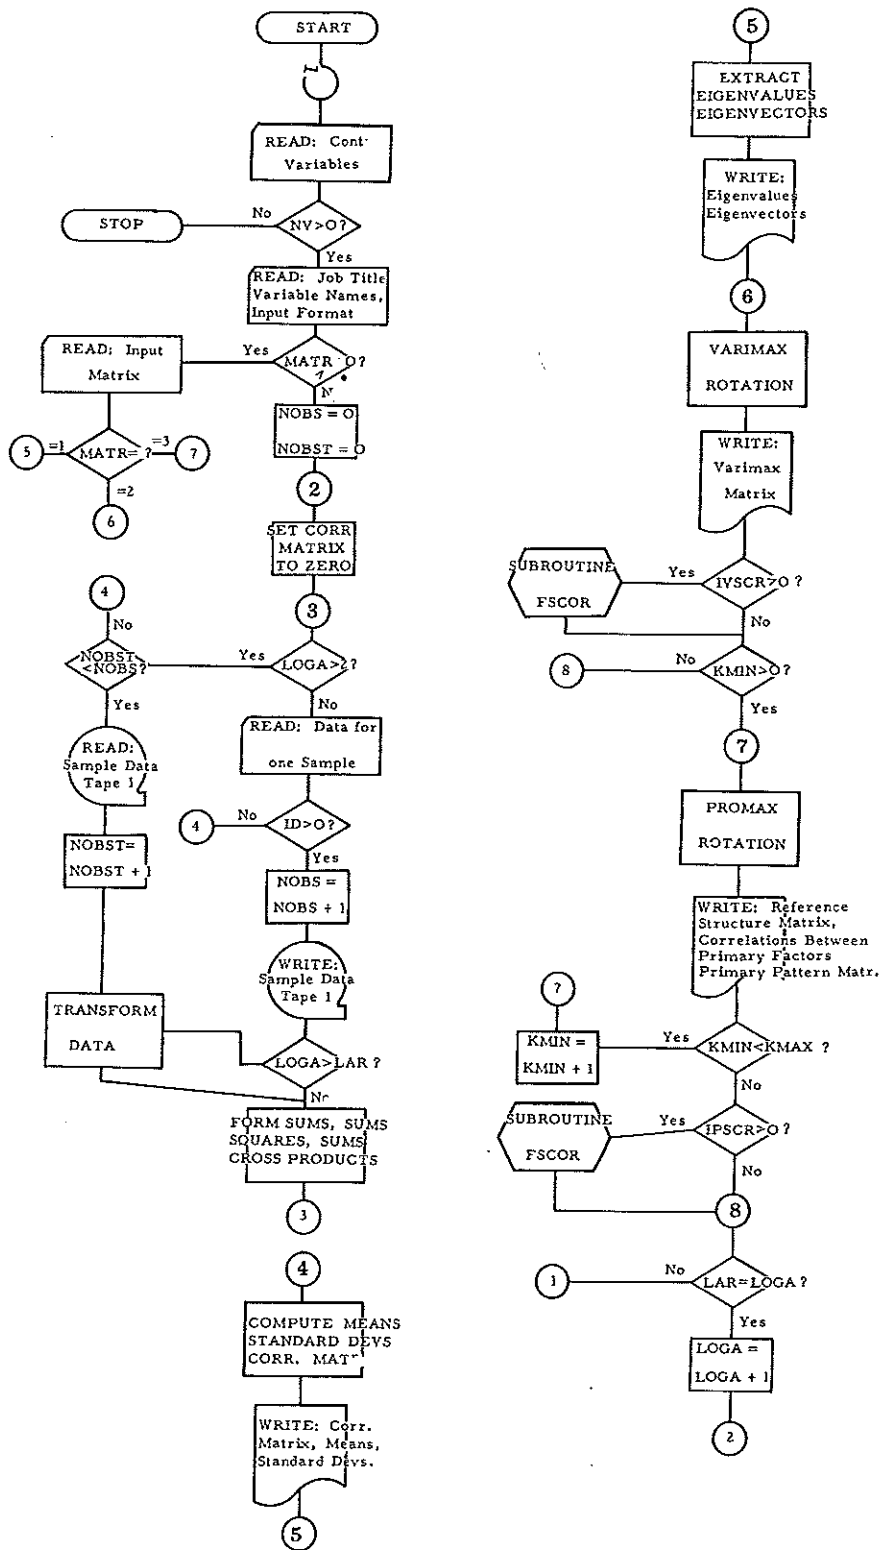 START
1
READ: Cont-
Variables
No
NV>O?
STOP
Yes
READ: Job Title
Variable Names,
Input Format
READ: Input
Matrix
Yes
MATR O?
N
NOBS = O
NOBST = O
5
=1
MATR= ?
=3
7
=2
6
2
SET CORR
MATRIX
TO ZERO
4
No
3
NOBST
<NOBS?
Yes
LOGA>2?
Yes
No
READ:
Sample Data
Tape 1
READ: Data for
one Sample
4
No
ID>O?
Yes
NOBST=
NOBST + 1
NOBS =
NOBS + 1
WRITE:
Sample Data
Tape 1
TRANSFORM
DATA
LOGA>LAR ?
No
FORM SUMS, SUMS
SQUARES, SUMS
CROSS PRODUCTS
3
4
COMPUTE MEANS
STANDARD DEVS
CORR. MAT
WRITE: Corr.
Matrix, Means,
Standard Devs.
5
5
EXTRACT
EIGENVALUES
EIGENVECTORS
WRITE:
Eigenvalues
Eigenvectors
6
VARIMAX
ROTATION
WRITE:
Varimax
Matrix
SUBROUTINE
FSCOR
Yes
IVSCR>O ?
No
8
No
KMIN>O?
Yes
7
PROMAX
ROTATION
WRITE: Reference
Structure Matrix,
Correlations Between
Primary Factors
Primary Pattern Matr.
7
KMIN =
KMIN + 1
Yes
KMIN<KMAX ?
No
SUBROUTINE
FSCOR
Yes
IPSCR>O ?
No
8
1
No
LAR=LOGA?
Yes
LOGA =
LOGA + 1
2